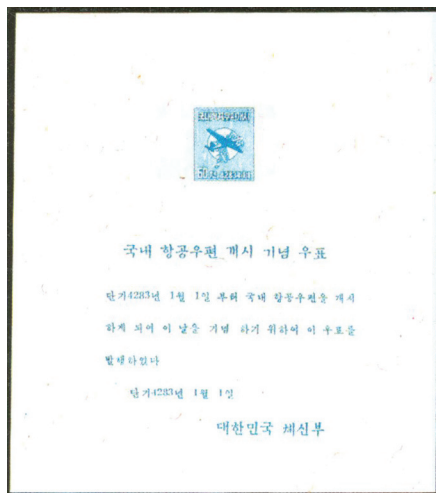 국내 항공우편 개시 기념 우표
단기4283년 1월 1일 부터 국내 항공우편을 개시
하게 되어 이 날을 기념 하기 위하여 이 우표를
발행하였다
단기4283년 1월 1일
대한민국 체신부